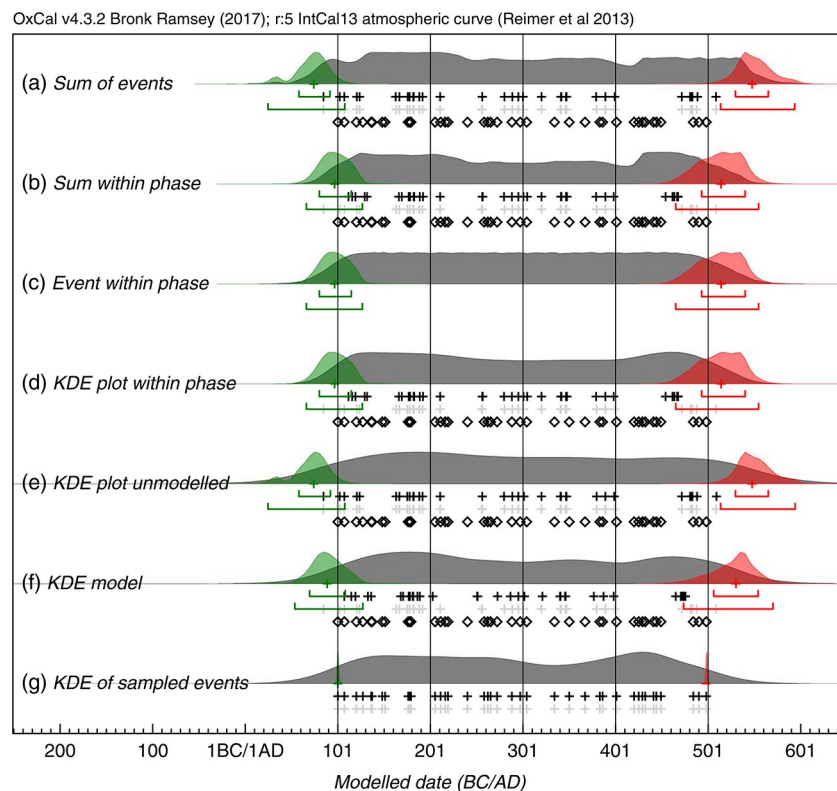 OxCal v4.3.2 Bronk Ramsey (2017); r:5 IntCal13 atmospheric curve (Reimer et al 2013)
(a) Sum of events
(b) Sum within phase
(c) Event within phase
(d) KDE plot within phase
(e) KDE plot unmodelled
(f) KDE model
(g) KDE of sampled events
200 100 1BC/1AD 101 201 301 401 501 601
Modelled date (BC/AD)